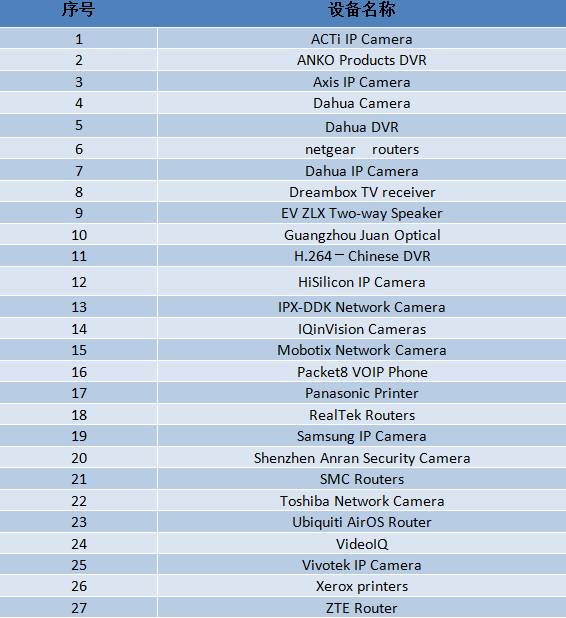 序号 设备名称
1 ACTi IP Camera
2 ANKO Products DVR
3 Axis IP Camera
4 Dahua Camera
5 Dahua DVR
6 netgear routers
7 Dahua IP Camera
8 Dreambox TV receiver
9 EV ZLX Two-way Speaker
10 Guangzhou Juan Optical
11 H.264－Chinese DVR
12 HiSilicon IP Camera
13 IPX-DDK Network Camera
14 IQinVision Cameras
15 Mobotix Network Camera
16 Packet8 VOIP Phone
17 Panasonic Printer
18 RealTek Routers
19 Samsung IP Camera
20 Shenzhen Anran Security Camera
21 SMC Routers
22 Toshiba Network Camera
23 Ubiquiti AirOS Router
24 VideoIQ
25 Vivotek IP Camera
26 Xerox printers
27 ZTE Router